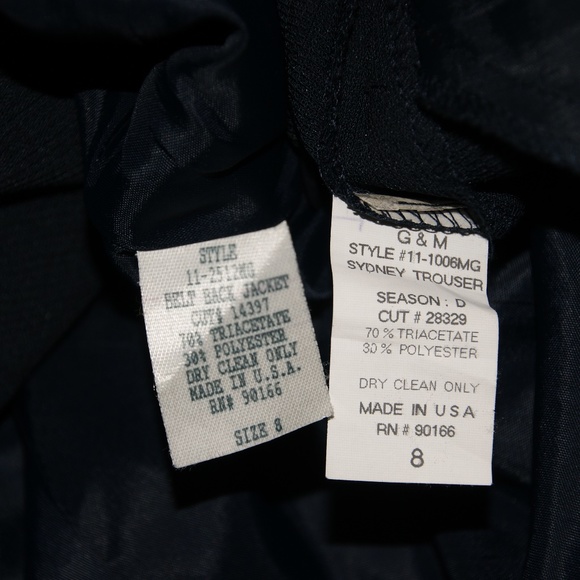 STYLE
11-2512MG
BELT BACK JACKET
CUT# 14397
70% TRIACETATE
30% POLYESTER
DRY CLEAN ONLY
MADE IN U.S.A.
RN# 90166
SIZE 8
G & M
STYLE #11-1006MG
SYDNEY TROUSER
SEASON: D
CUT # 28329
70% TRIACETATE
30% POLYESTER
DRY CLEAN ONLY
MADE IN USA
RN # 90166
8